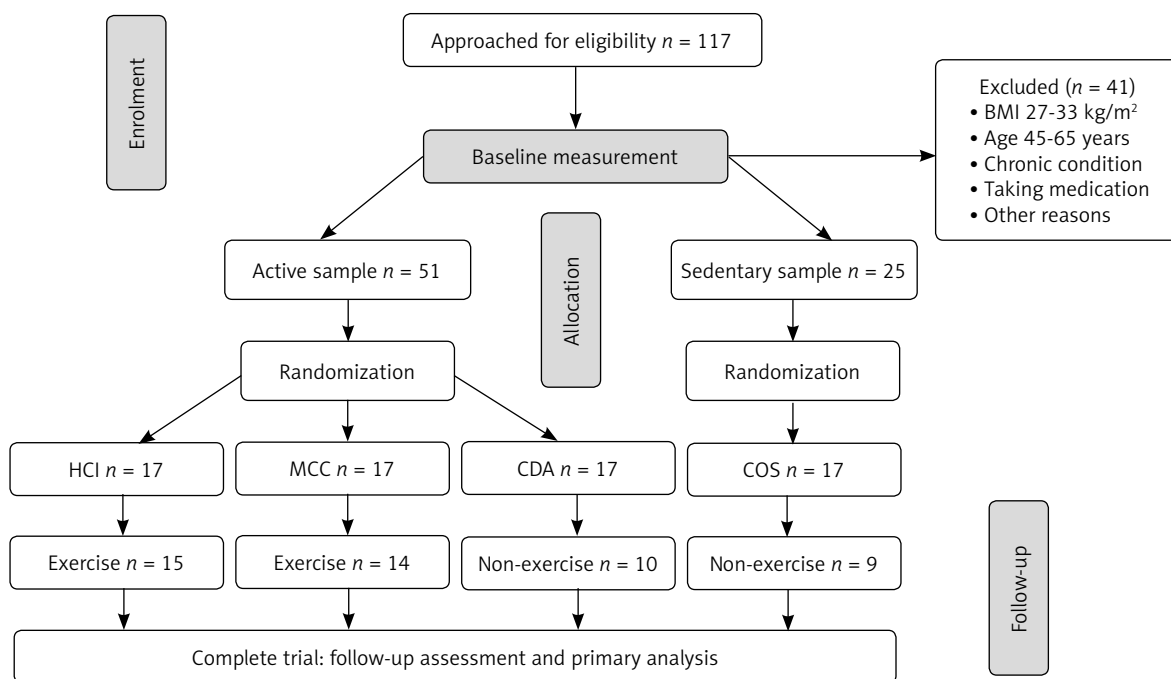 Enrolment
Approached for eligibility n = 117
Excluded (n = 41)
• BMI 27-33 kg/m²
• Age 45-65 years
• Chronic condition
• Taking medication
• Other reasons
Baseline measurement
Allocation
Active sample n = 51
Sedentary sample n = 25
Randomization
Randomization
HCI n = 17
MCC n = 17
CDA n = 17
COS n = 17
Exercise n = 15
Exercise n = 14
Non-exercise n = 10
Non-exercise n = 9
Follow-up
Complete trial: follow-up assessment and primary analysis